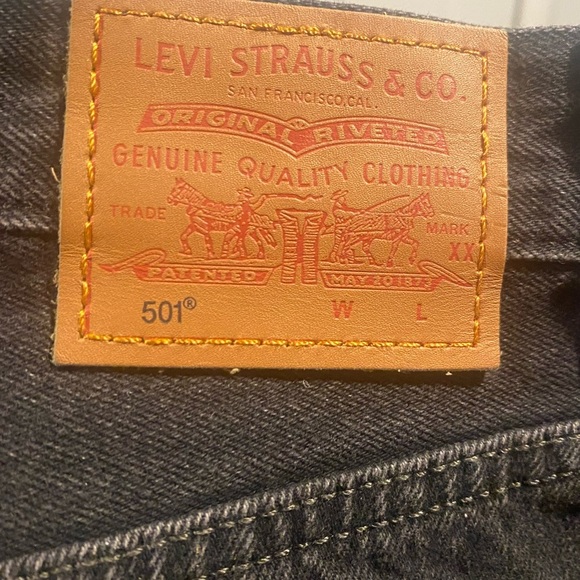 LEVI STRAUSS & CO.
SAN FRANCISCO, CAL.
ORIGINAL RIVETED
GENUINE QUALITY CLOTHING
TRADE MARK
XX
PATENTED MAY 20 1873
501® W L